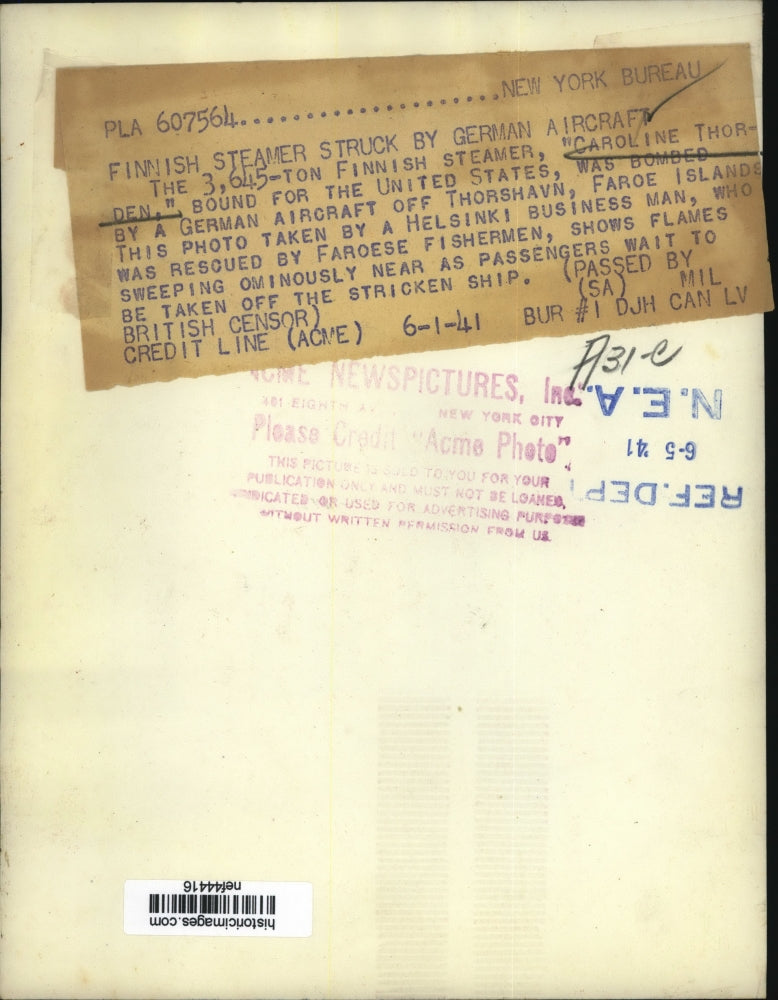 PLA 607564......................NEW YORK BUREAU
FINNISH STEAMER STRUCK BY GERMAN AIRCRAFT
THE 3,645-TON FINNISH STEAMER, "CAROLINE THOR-
DEN," BOUND FOR THE UNITED STATES, WAS BOMBED
BY A GERMAN AIRCRAFT OFF THORSHAVN, FAROE ISLANDS
THIS PHOTO TAKEN BY A HELSINKI BUSINESS MAN, WHO
WAS RESCUED BY FAROESE FISHERMEN, SHOWS FLAMES
SWEEPING OMINOUSLY NEAR AS PASSENGERS WAIT TO
BE TAKEN OFF THE STRICKEN SHIP. (PASSED BY
BRITISH CENSOR) (SA) MIL
CREDIT LINE (ACME) 6-1-41 BUR #1 DJH CAN LV
A31-C
ACME NEWSPICTURES, Inc.
461 EIGHTH AV NEW YORK CITY
Please Credit "Acme Photo"
THIS PICTURE IS SOLD TO YOU FOR YOUR
PUBLICATION ONLY AND MUST NOT BE LOANED,
SYNDICATED OR USED FOR ADVERTISING PURPOSES
WITHOUT WRITTEN PERMISSION FROM US.
N.E.A.
6-5 '41
REF. DEPT.
historicimages.com
nef44416